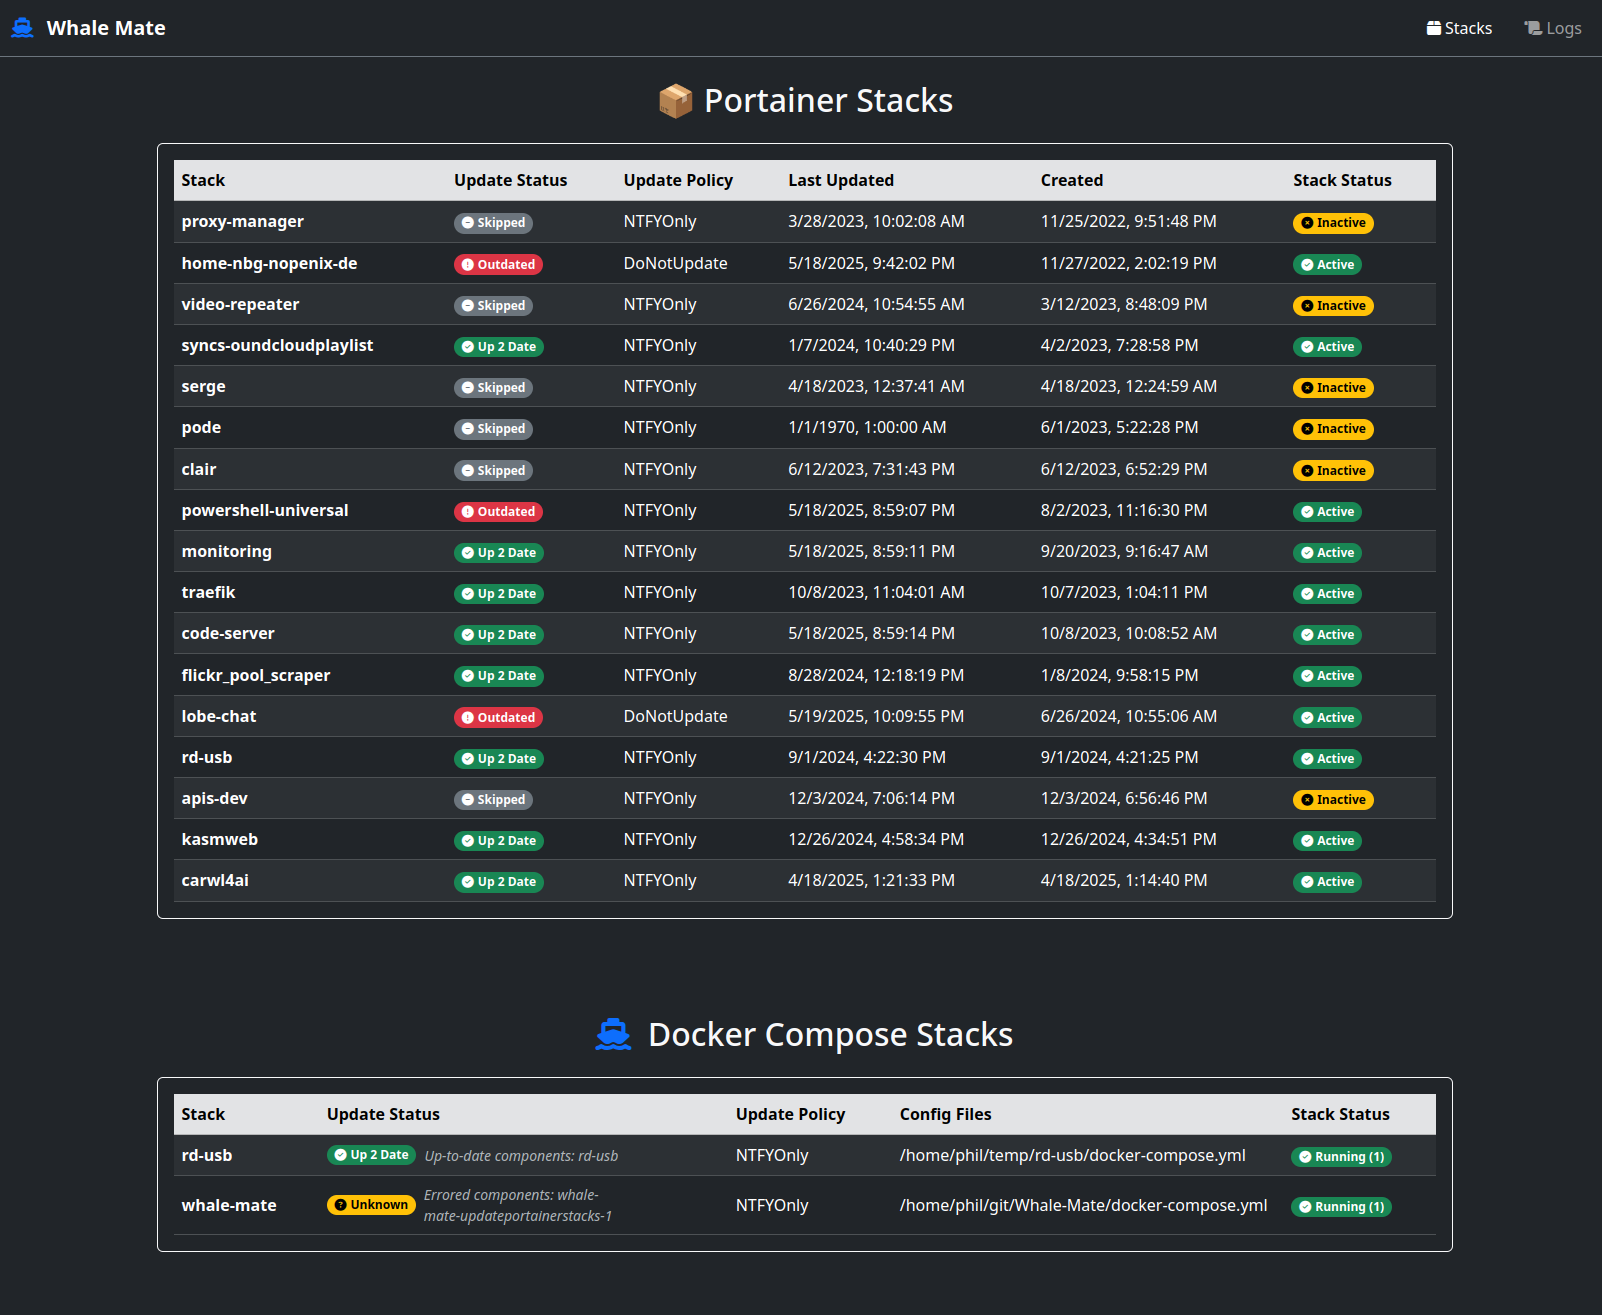 Whale Mate Stacks Logs
Portainer Stacks
Stack Update Status Update Policy Last Updated Created Stack Status
proxy-manager Skipped NTFYOnly 3/28/2023, 10:02:08 AM 11/25/2022, 9:51:48 PM Inactive
home-nbg-nopenix-de Outdated DoNotUpdate 5/18/2025, 9:42:02 PM 11/27/2022, 2:02:19 PM Active
video-repeater Skipped NTFYOnly 6/26/2024, 10:54:55 AM 3/12/2023, 8:48:09 PM Inactive
syncs-oundcloudplaylist Up 2 Date NTFYOnly 1/7/2024, 10:40:29 PM 4/2/2023, 7:28:58 PM Active
serge Skipped NTFYOnly 4/18/2023, 12:37:41 AM 4/18/2023, 12:24:59 AM Inactive
pode Skipped NTFYOnly 1/1/1970, 1:00:00 AM 6/1/2023, 5:22:28 PM Inactive
clair Skipped NTFYOnly 6/12/2023, 7:31:43 PM 6/12/2023, 6:52:29 PM Inactive
powershell-universal Outdated NTFYOnly 5/18/2025, 8:59:07 PM 8/2/2023, 11:16:30 PM Active
monitoring Up 2 Date NTFYOnly 5/18/2025, 8:59:11 PM 9/20/2023, 9:16:47 AM Active
traefik Up 2 Date NTFYOnly 10/8/2023, 11:04:01 AM 10/7/2023, 1:04:11 PM Active
code-server Up 2 Date NTFYOnly 5/18/2025, 8:59:14 PM 10/8/2023, 10:08:52 AM Active
flickr_pool_scraper Up 2 Date NTFYOnly 8/28/2024, 12:18:19 PM 1/8/2024, 9:58:15 PM Active
lobe-chat Outdated DoNotUpdate 5/19/2025, 10:09:55 PM 6/26/2024, 10:55:06 AM Active
rd-usb Up 2 Date NTFYOnly 9/1/2024, 4:22:30 PM 9/1/2024, 4:21:25 PM Active
apis-dev Skipped NTFYOnly 12/3/2024, 7:06:14 PM 12/3/2024, 6:56:46 PM Inactive
kasmweb Up 2 Date NTFYOnly 12/26/2024, 4:58:34 PM 12/26/2024, 4:34:51 PM Active
carwl4ai Up 2 Date NTFYOnly 4/18/2025, 1:21:33 PM 4/18/2025, 1:14:40 PM Active
Docker Compose Stacks
Stack Update Status Update Policy Config Files Stack Status
rd-usb Up 2 Date Up-to-date components: rd-usb NTFYOnly /home/phil/temp/rd-usb/docker-compose.yml Running (1)
whale-mate Unknown Errored components: whale-
mate-updateportainerstacks-1 NTFYOnly /home/phil/git/Whale-Mate/docker-compose.yml Running (1)